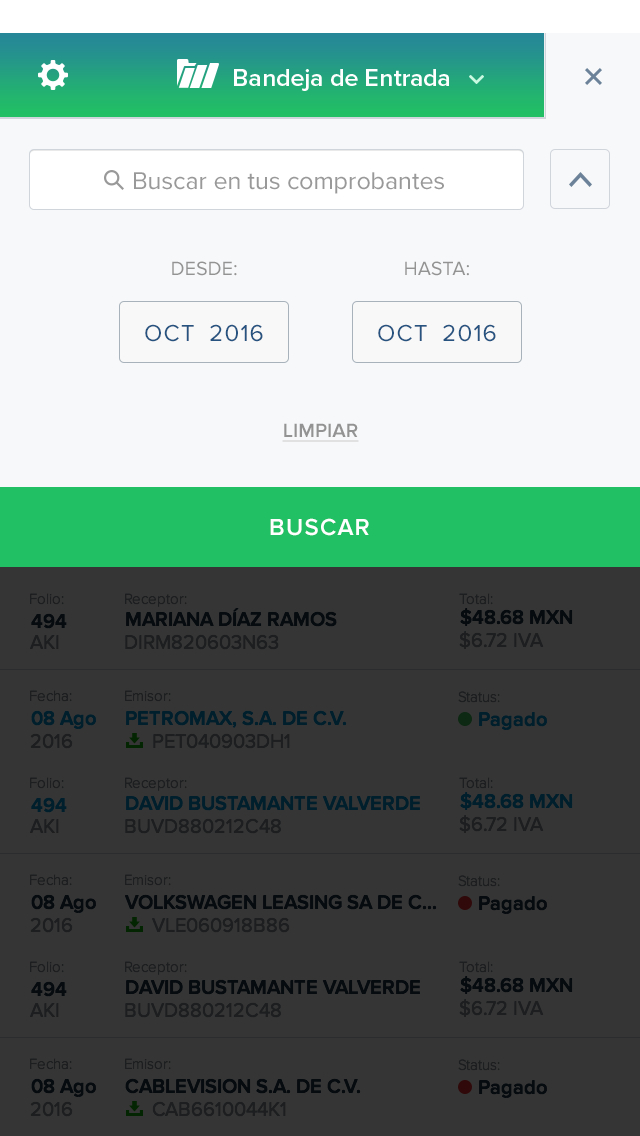 Bandeja de Entrada
Buscar en tus comprobantes
DESDE: HASTA:
OCT 2016 OCT 2016
LIMPIAR
BUSCAR
Folio: Receptor: Total:
494 MARIANA DÍAZ RAMOS $48.68 MXN
AKI DIRM820603N63 $6.72 IVA
Fecha: Emisor: Status:
08 Ago PETROMAX, S.A. DE C.V. Pagado
2016 PET040903DH1
Folio: Receptor: Total:
494 DAVID BUSTAMANTE VALVERDE $48.68 MXN
AKI BUVD880212C48 $6.72 IVA
Fecha: Emisor: Status:
08 Ago VOLKSWAGEN LEASING SA DE C... Pagado
2016 VLE060918B86
Folio: Receptor: Total:
494 DAVID BUSTAMANTE VALVERDE $48.68 MXN
AKI BUVD880212C48 $6.72 IVA
Fecha: Emisor: Status:
08 Ago CABLEVISION S.A. DE C.V. Pagado
2016 CAB6610044K1